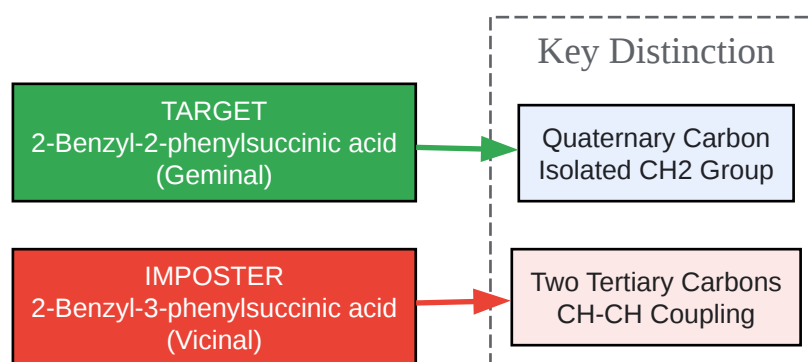 Key Distinction
TARGET
2-Benzyl-2-phenylsuccinic acid
(Geminal)
Quaternary Carbon
Isolated CH2 Group
IMPOSTER
2-Benzyl-3-phenylsuccinic acid
(Vicinal)
Two Tertiary Carbons
CH-CH Coupling